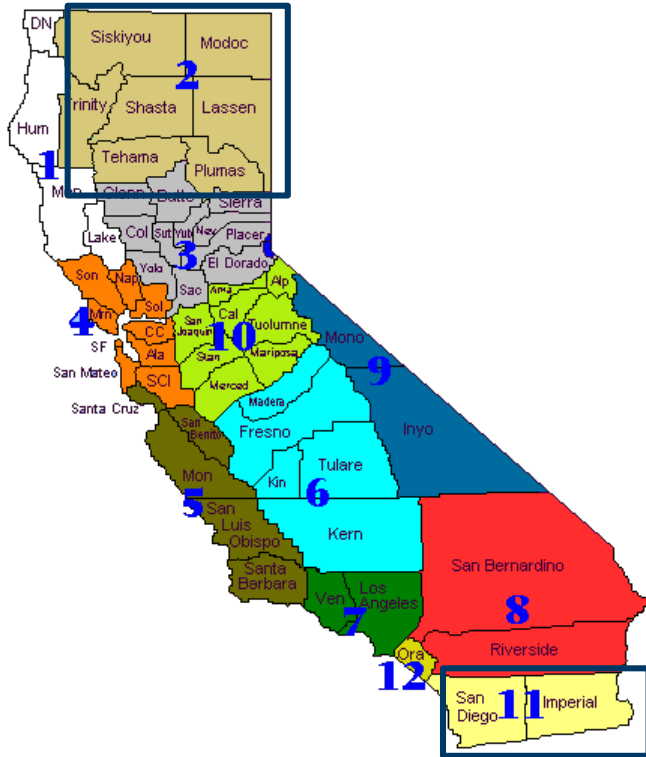 DN
Siskiyou
Modoc
2
Trinity
Shasta
Lassen
Hum
1
Tehama
Plumas
Men
Glenn
Butte
Sierra
Lake
Col
Sut
Yub
Nev
Placer
3
Yolo
El Dorado
Son
Nap
Sac
Ama
Alp
Sol
4
Mrn
Cal
San
Joaquin
10
Tuolumne
Mono
CC
SF
Ala
Stan
Mariposa
9
San Mateo
SCl
Merced
Madera
Santa Cruz
San
Benito
Fresno
Inyo
Tulare
Mon
Kin
6
5
San
Luis
Obispo
Kern
Santa
Barbara
San Bernardino
Ven
Los
Angeles
7
8
Ora
Riverside
12
San
Diego
11
Imperial